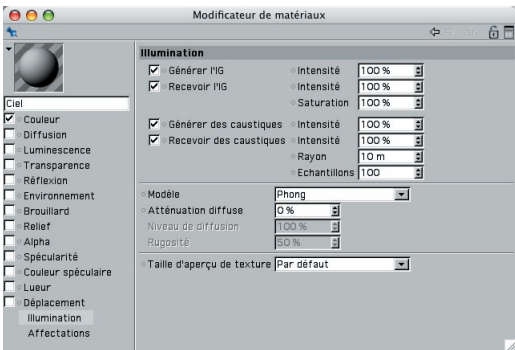 Modificateur de matériaux
Ciel
Couleur
Diffusion
Luminescence
Transparence
Réflexion
Environnement
Brouillard
Relief
Alpha
Spécularité
Couleur spéculaire
Lueur
Déplacement
Illumination
Affectations
Illumination
Générer l'IG Intensité 100 %
Recevoir l'IG Intensité 100 %
Saturation 100 %
Générer des caustiques Intensité 100 %
Recevoir des caustiques Intensité 100 %
Rayon 10 m
Echantillons 100
Modèle Phong
Atténuation diffuse 0 %
Niveau de diffusion 100 %
Rugosité 50 %
Taille d'aperçu de texture Par défaut